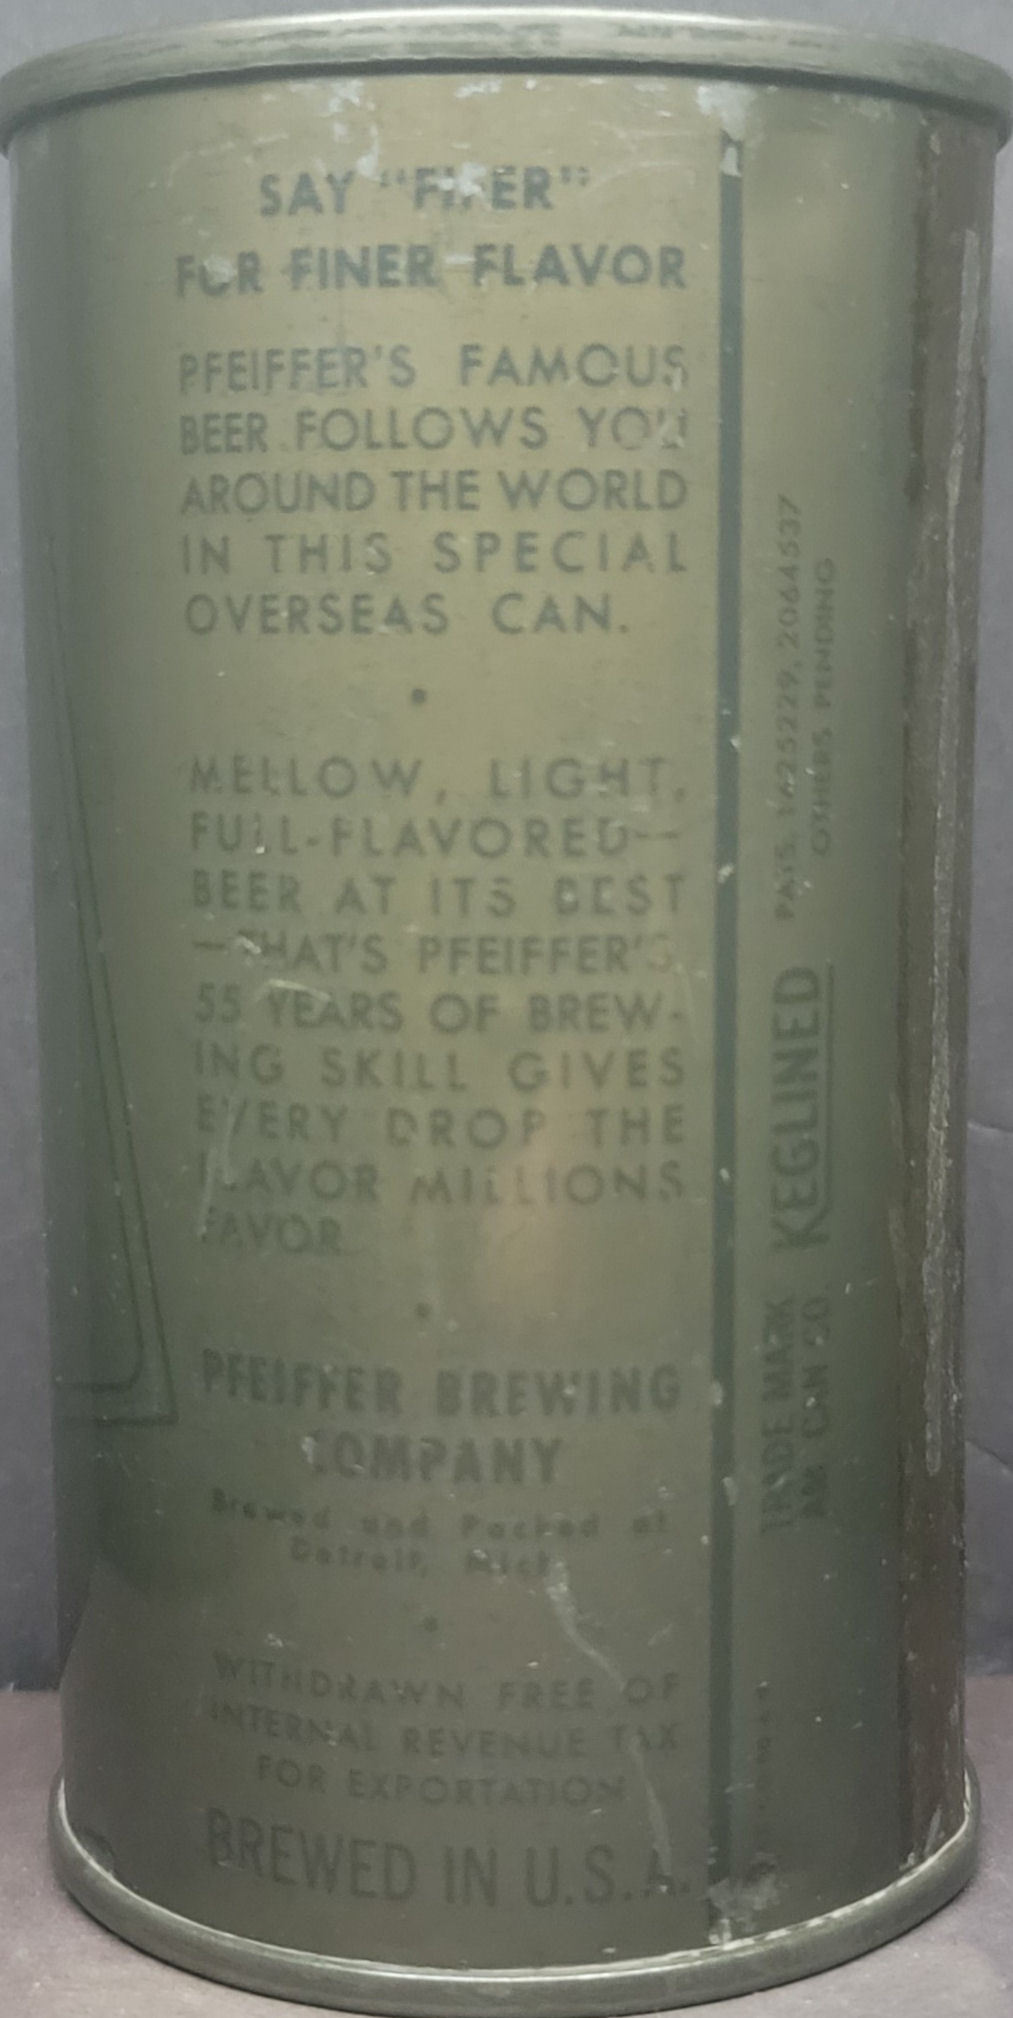 SAY "FIFER"
FOR FINER FLAVOR
PFEIFFER'S FAMOUS
BEER FOLLOWS YOU
AROUND THE WORLD
IN THIS SPECIAL
OVERSEAS CAN.
•
MELLOW, LIGHT,
FULL-FLAVORED—
BEER AT ITS BEST
—THAT'S PFEIFFER'S
55 YEARS OF BREW-
ING SKILL GIVES
EVERY DROP THE
FLAVOR MILLIONS
FAVOR
•
PFEIFFER BREWING
COMPANY
Brewed and Packed at
Detroit, Mich
•
WITHDRAWN FREE OF
INTERNAL REVENUE TAX
FOR EXPORTATION
BREWED IN U.S.A.
TRADE MARK KEGLINED PATS. 1625229, 2064537
AM. CAN CO. OTHERS PENDING